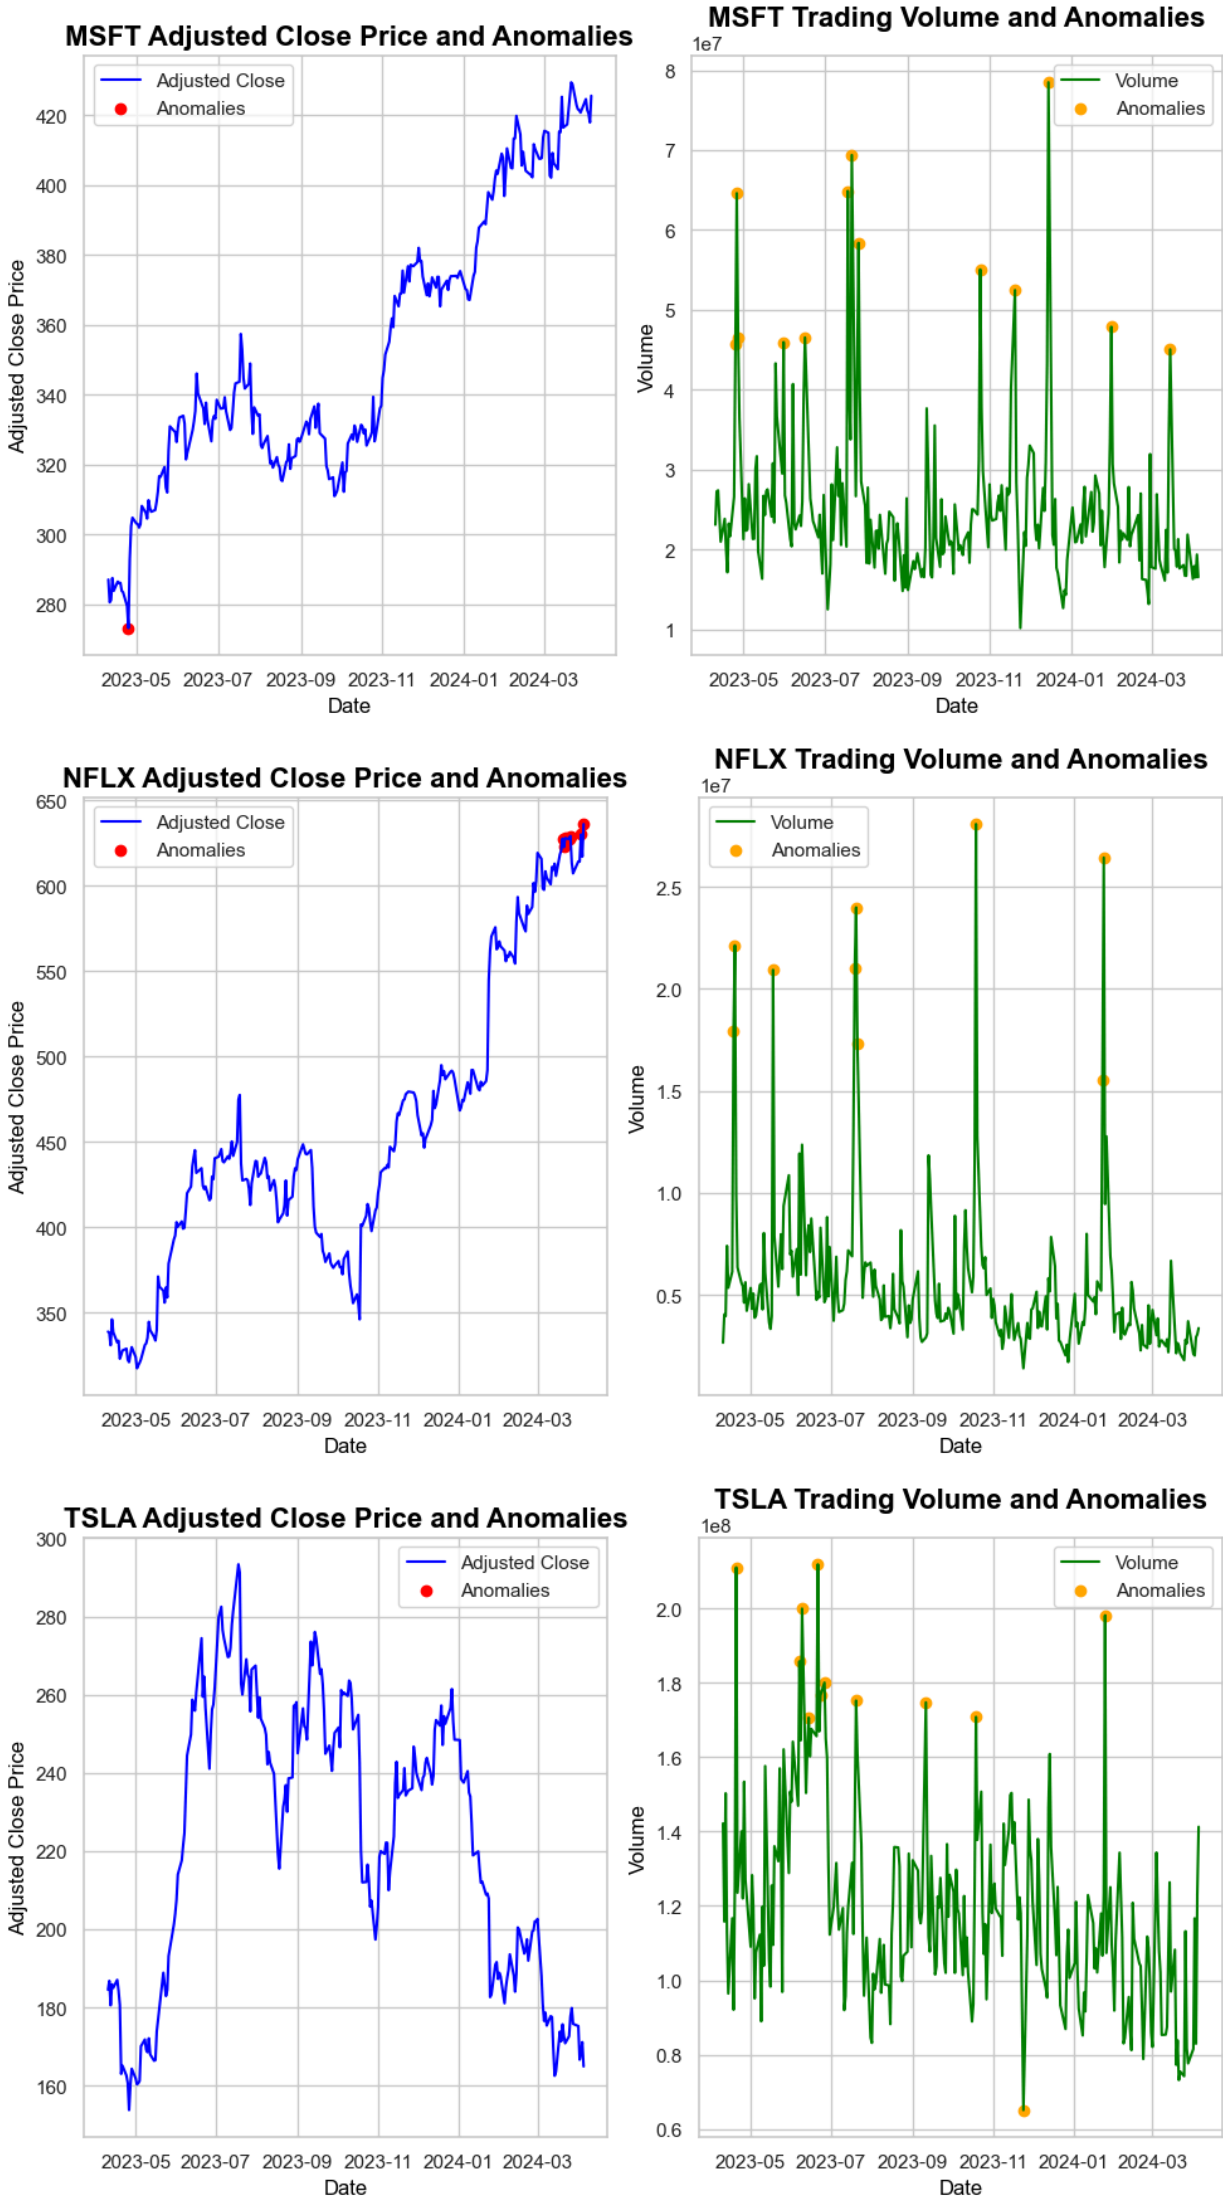 MSFT Adjusted Close Price and Anomalies
Adjusted Close
Anomalies
Adjusted Close Price
420
400
380
360
340
320
300
280
2023-05 2023-07 2023-09 2023-11 2024-01 2024-03
Date
MSFT Trading Volume and Anomalies
1e7
Volume
Anomalies
Volume
8
7
6
5
4
3
2
1
2023-05 2023-07 2023-09 2023-11 2024-01 2024-03
Date
NFLX Adjusted Close Price and Anomalies
Adjusted Close
Anomalies
Adjusted Close Price
650
600
550
500
450
400
350
2023-05 2023-07 2023-09 2023-11 2024-01 2024-03
Date
NFLX Trading Volume and Anomalies
1e7
Volume
Anomalies
Volume
2.5
2.0
1.5
1.0
0.5
2023-05 2023-07 2023-09 2023-11 2024-01 2024-03
Date
TSLA Adjusted Close Price and Anomalies
Adjusted Close
Anomalies
Adjusted Close Price
300
280
260
240
220
200
180
160
2023-05 2023-07 2023-09 2023-11 2024-01 2024-03
Date
TSLA Trading Volume and Anomalies
1e8
Volume
Anomalies
Volume
2.0
1.8
1.6
1.4
1.2
1.0
0.8
0.6
2023-05 2023-07 2023-09 2023-11 2024-01 2024-03
Date